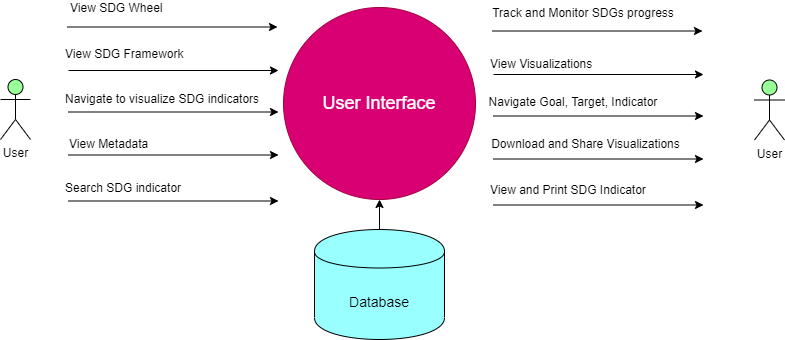 View SDG Wheel
View SDG Framework
Navigate to visualize SDG indicators
View Metadata
Search SDG indicator
User
User Interface
Database
Track and Monitor SDGs progress
View Visualizations
Navigate Goal, Target, Indicator
Download and Share Visualizations
View and Print SDG Indicator
User